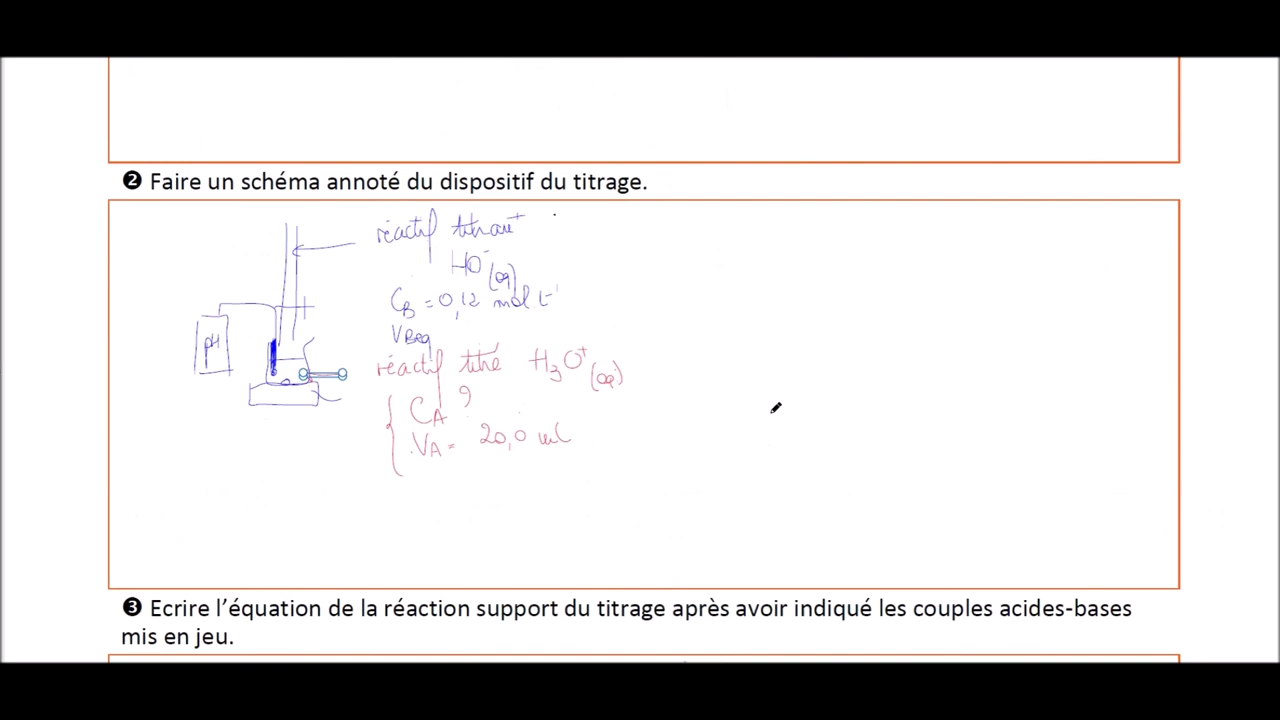 ❷ Faire un schéma annoté du dispositif du titrage.
réactif titrant
HO⁻(aq)
C_B = 0,12 mol L⁻¹
V_Beq
pH
réactif titré H₃O⁺(aq)
C_A ?
V_A = 20,0 mL
❸ Ecrire l’équation de la réaction support du titrage après avoir indiqué les couples acides-bases
mis en jeu.